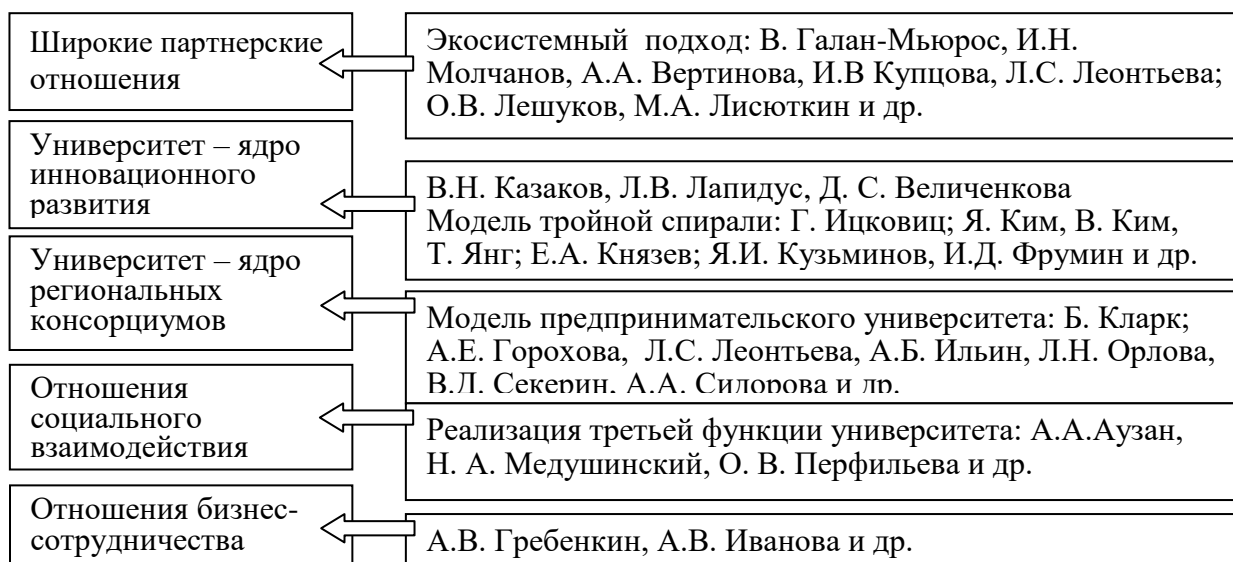 Широкие партнерские
отношения
Экосистемный подход: В. Галан-Мьюрос, И.Н.
Молчанов, А.А. Вертинова, И.В Купцова, Л.С. Леонтьева;
О.В. Лешуков, М.А. Лисюткин и др.
Университет – ядро
инновационного
развития
В.Н. Казаков, Л.В. Лапидус, Д. С. Величенкова
Модель тройной спирали: Г. Ицковиц; Я. Ким, В. Ким,
Т. Янг; Е.А. Князев; Я.И. Кузьминов, И.Д. Фрумин и др.
Университет – ядро
региональных
консорциумов
Модель предпринимательского университета: Б. Кларк;
А.Е. Горохова, Л.С. Леонтьева, А.Б. Ильин, Л.Н. Орлова,
В.Д. Секерин, А.А. Сидорова и др.
Отношения
социального
взаимодействия
Реализация третьей функции университета: А.А.Аузан,
Н. А. Медушинский, О. В. Перфильева и др.
Отношения бизнес-
сотрудничества
А.В. Гребенкин, А.В. Иванова и др.